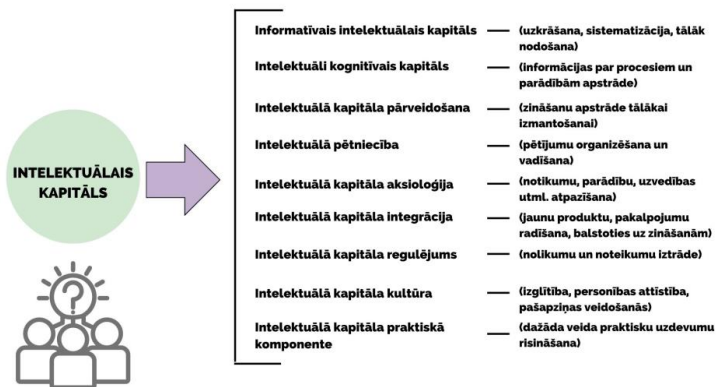 INTELEKTUĀLAIS
KAPITĀLS
Informatīvais intelektuālais kapitāls — (uzkrāšana, sistematizācija, tālāk
nodošana)
Intelektuāli kognitīvais kapitāls — (informācijas par procesiem un
parādībām apstrāde)
Intelektuālā kapitāla pārveidošana — (zināšanu apstrāde tālākai
izmantošanai)
Intelektuālā pētniecība — (pētījumu organizēšana un
vadīšana)
Intelektuālā kapitāla aksioloģija — (notikumu, parādību, uzvedības
utml. atpazīšana)
Intelektuālā kapitāla integrācija — (jaunu produktu, pakalpojumu
radīšana, balstoties uz zināšanām)
Intelektuālā kapitāla regulējums — (nolikumu un noteikumu iztrāde)
Intelektuālā kapitāla kultūra — (izglītība, personības attīstība,
pašapziņas veidošanās)
Intelektuālā kapitāla praktiskā
komponente — (dažāda veida praktisku uzdevumu
risināšana)
?